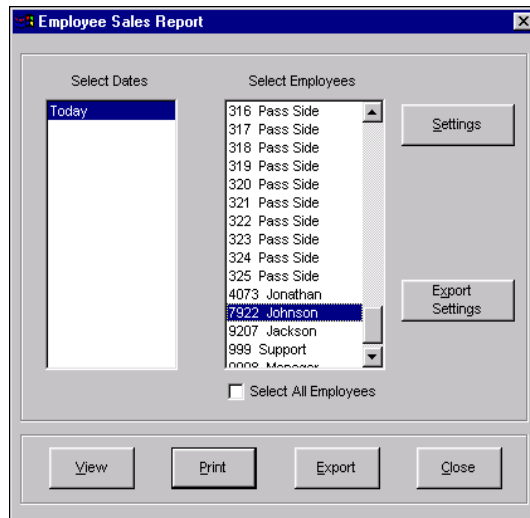 Employee Sales Report
Select Dates
Today
Select Employees
316 Pass Side
317 Pass Side
318 Pass Side
319 Pass Side
320 Pass Side
321 Pass Side
322 Pass Side
323 Pass Side
324 Pass Side
325 Pass Side
4073 Jonathan
7922 Johnson
9207 Jackson
999 Support
9998 Manager
Select All Employees
Settings
Export
Settings
View
Print
Export
Close